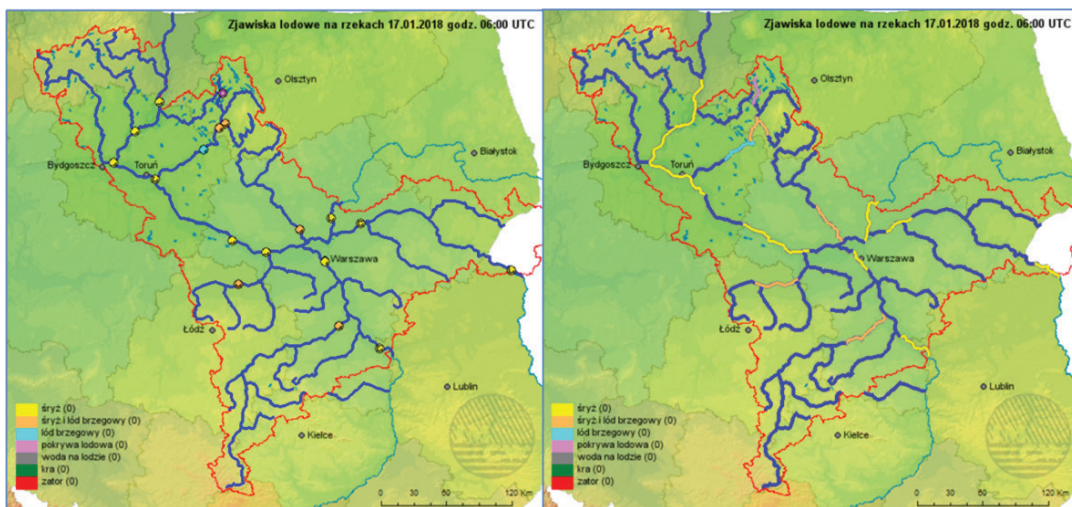 Zjawiska lodowe na rzekach 17.01.2018 godz. 06:00 UTC
Olsztyn
Bydgoszcz
Toruń
Białystok
Warszawa
Łódź
Lublin
Kielce
śryż (0)
śryż i lód brzegowy (0)
lód brzegowy (0)
pokrywa lodowa (0)
woda na lodzie (0)
kra (0)
zator (0)
0 30 60 90 120 Km
Zjawiska lodowe na rzekach 17.01.2018 godz. 06:00 UTC
Olsztyn
Bydgoszcz
Toruń
Białystok
Warszawa
Łódź
Lublin
Kielce
śryż (0)
śryż i lód brzegowy (0)
lód brzegowy (0)
pokrywa lodowa (0)
woda na lodzie (0)
kra (0)
zator (0)
0 30 60 90 120 Km